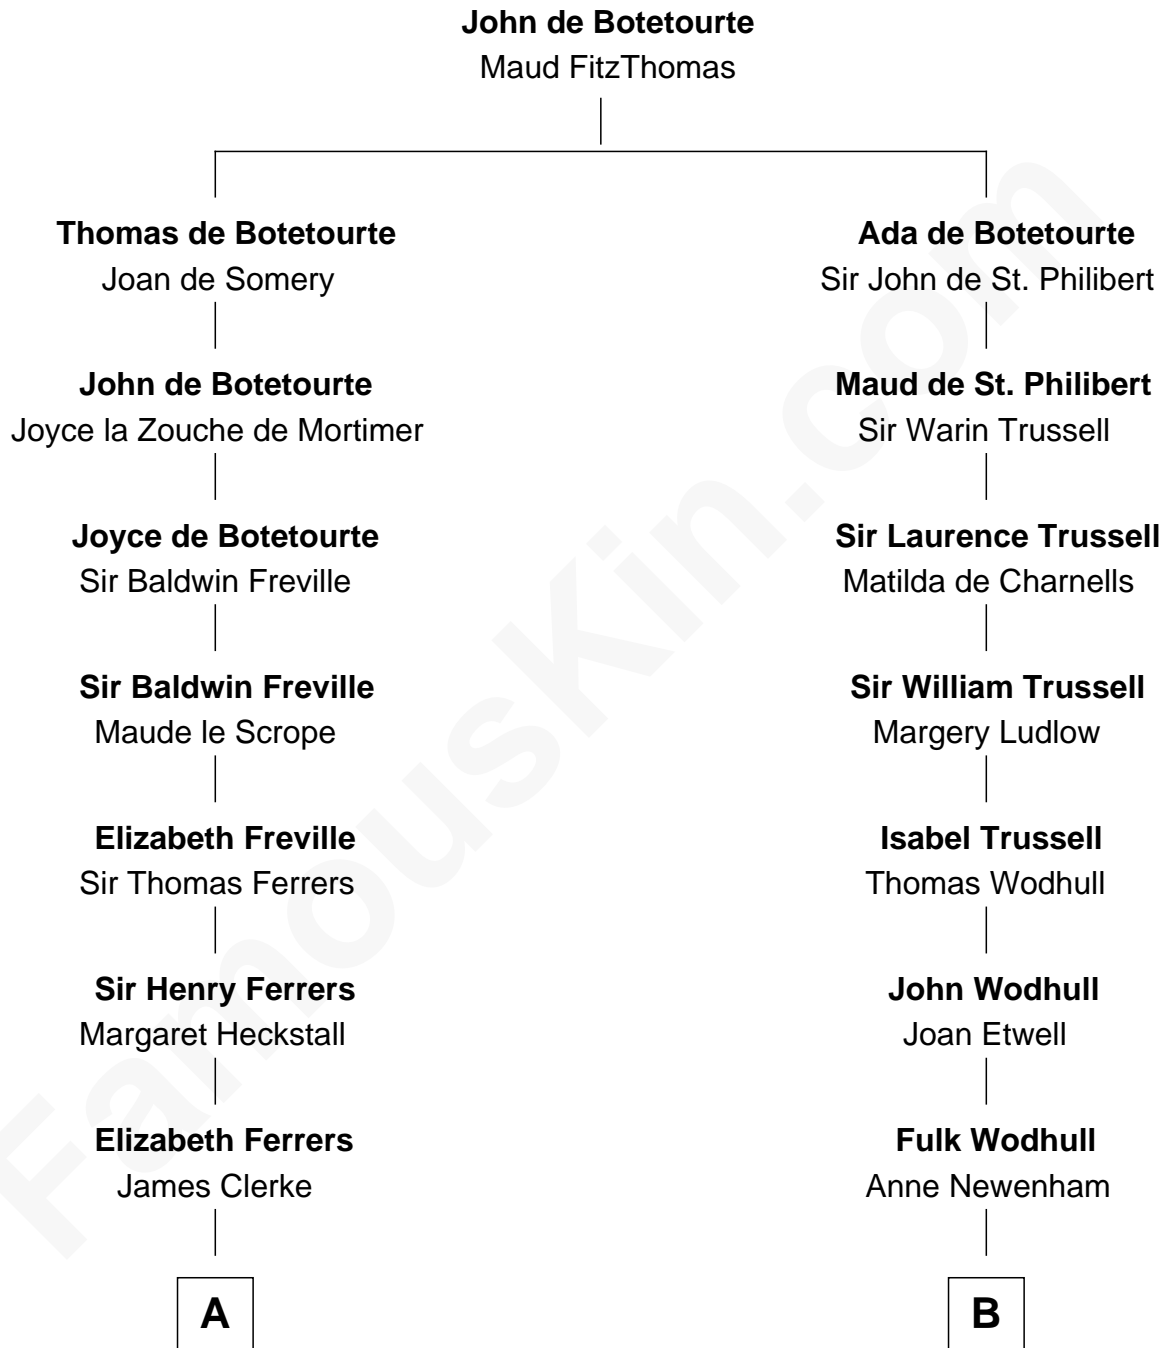 John de Botetourte
Maud FitzThomas
Thomas de Botetourte
Joan de Somery
John de Botetourte
Joyce la Zouche de Mortimer
Joyce de Botetourte
Sir Baldwin Freville
Sir Baldwin Freville
Maude le Scrope
Elizabeth Freville
Sir Thomas Ferrers
Sir Henry Ferrers
Margaret Heckstall
Elizabeth Ferrers
James Clerke
A
Ada de Botetourte
Sir John de St. Philibert
Maud de St. Philibert
Sir Warin Trussell
Sir Laurence Trussell
Matilda de Charnells
Sir William Trussell
Margery Ludlow
Isabel Trussell
Thomas Wodhull
John Wodhull
Joan Etwell
Fulk Wodhull
Anne Newenham
B
FamousKin.com